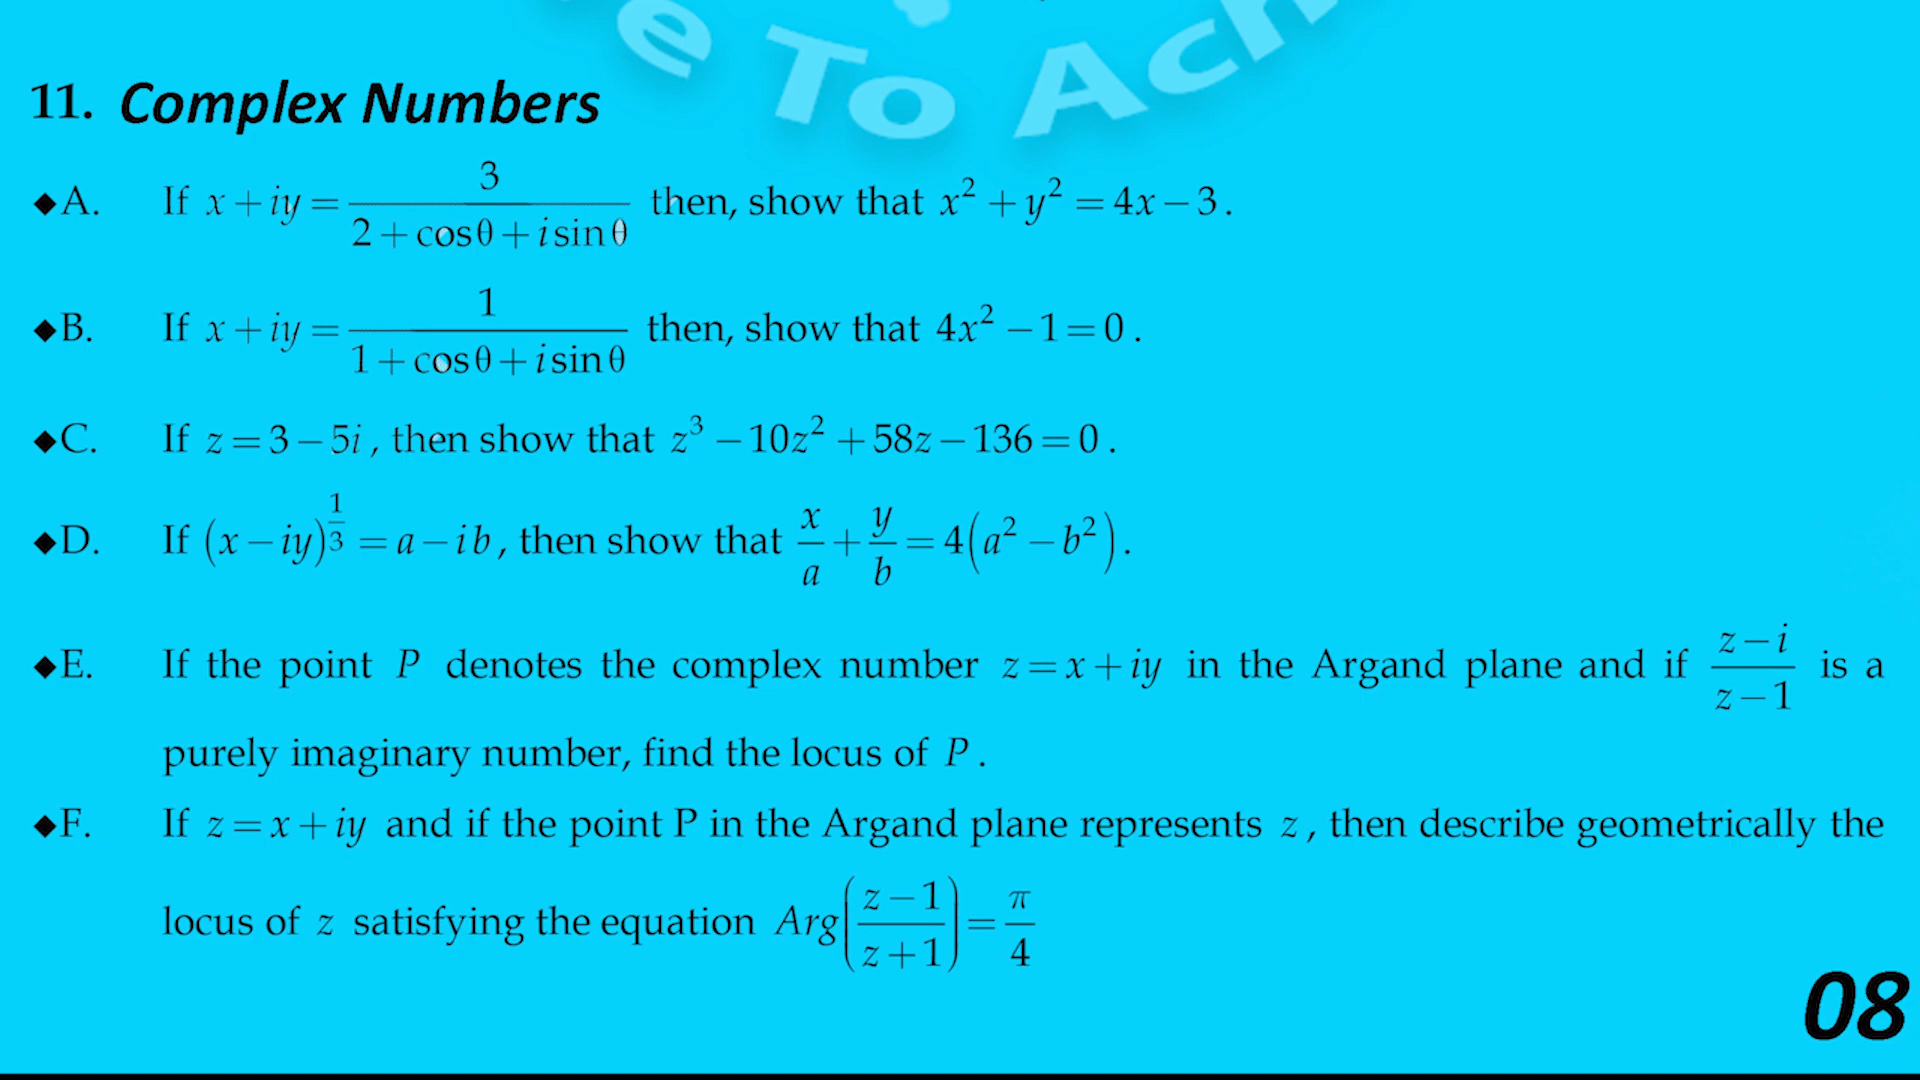 e To Ach
11. Complex Numbers
◆A. If x + iy = 3/(2 + cosθ + i sinθ) then, show that x² + y² = 4x − 3.
◆B. If x + iy = 1/(1 + cosθ + i sinθ) then, show that 4x² − 1 = 0.
◆C. If z = 3 − 5i, then show that z³ − 10z² + 58z − 136 = 0.
◆D. If (x − iy)^(1/3) = a − ib, then show that x/a + y/b = 4(a² − b²).
◆E. If the point P denotes the complex number z = x + iy in the Argand plane and if (z − i)/(z − 1) is a
purely imaginary number, find the locus of P.
◆F. If z = x + iy and if the point P in the Argand plane represents z, then describe geometrically the
locus of z satisfying the equation Arg((z − 1)/(z + 1)) = π/4
08